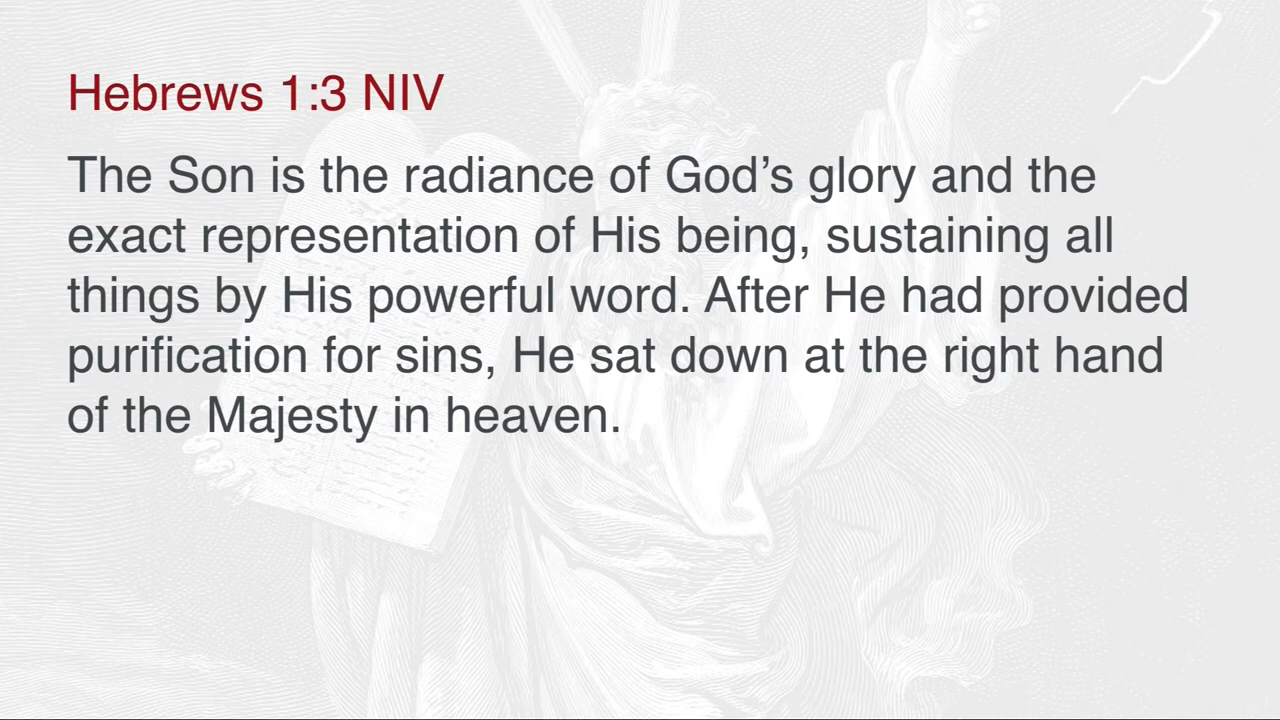 Hebrews 1:3 NIV
The Son is the radiance of God’s glory and the
exact representation of His being, sustaining all
things by His powerful word. After He had provided
purification for sins, He sat down at the right hand
of the Majesty in heaven.